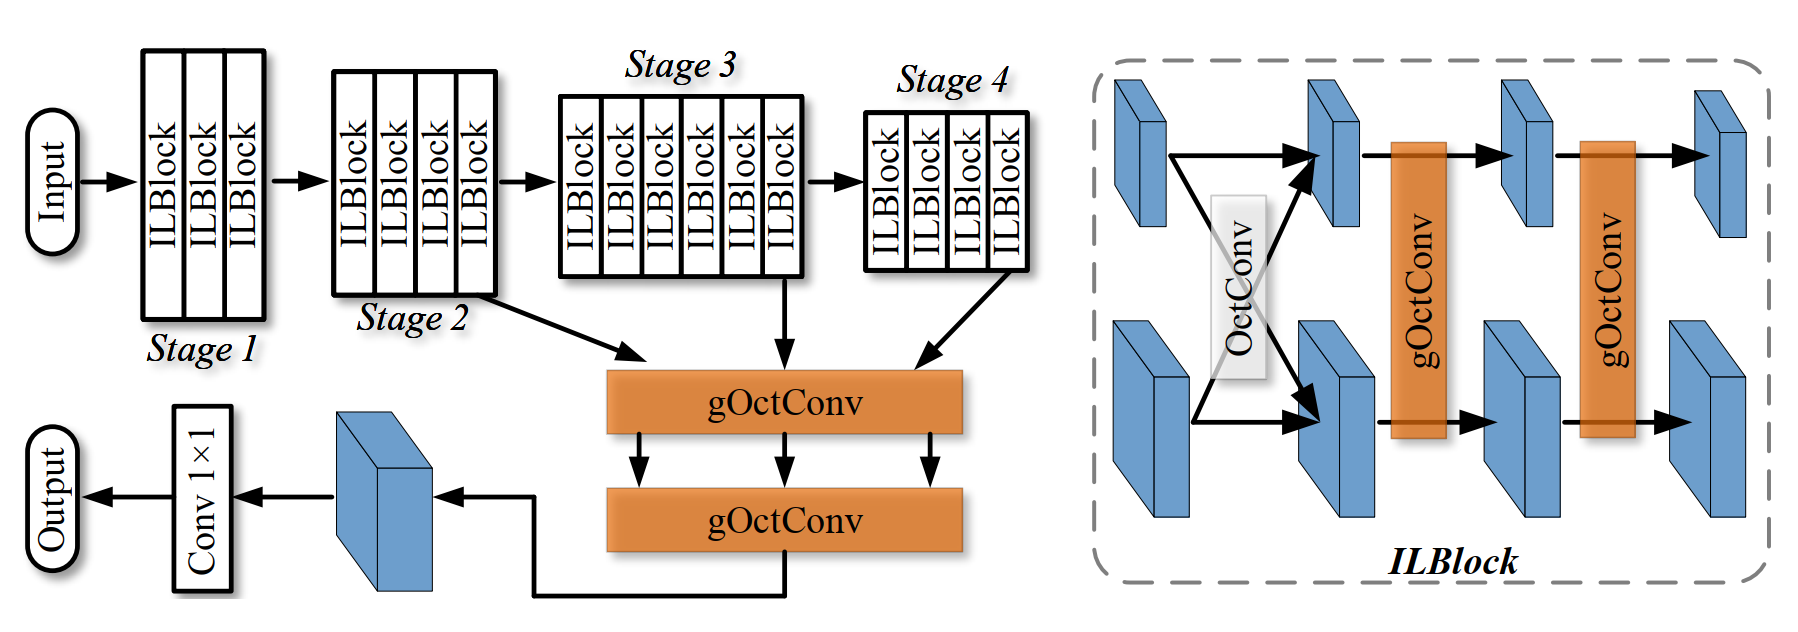 Input
ILBlock
ILBlock
ILBlock
Stage 1
ILBlock
ILBlock
ILBlock
ILBlock
Stage 2
Stage 3
ILBlock
ILBlock
ILBlock
ILBlock
ILBlock
ILBlock
Stage 4
ILBlock
ILBlock
ILBlock
ILBlock
gOctConv
gOctConv
Conv 1×1
Output
OctConv
gOctConv
gOctConv
ILBlock